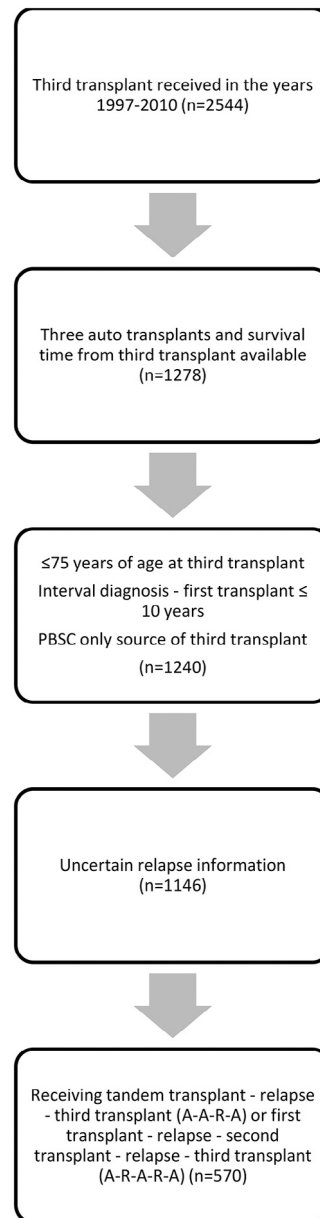 Third transplant received in the years
1997-2010 (n=2544)
Three auto transplants and survival
time from third transplant available
(n=1278)
≤75 years of age at third transplant
Interval diagnosis - first transplant ≤
10 years
PBSC only source of third transplant
(n=1240)
Uncertain relapse information
(n=1146)
Receiving tandem transplant - relapse
- third transplant (A-A-R-A) or first
transplant - relapse - second
transplant - relapse - third transplant
(A-R-A-R-A) (n=570)